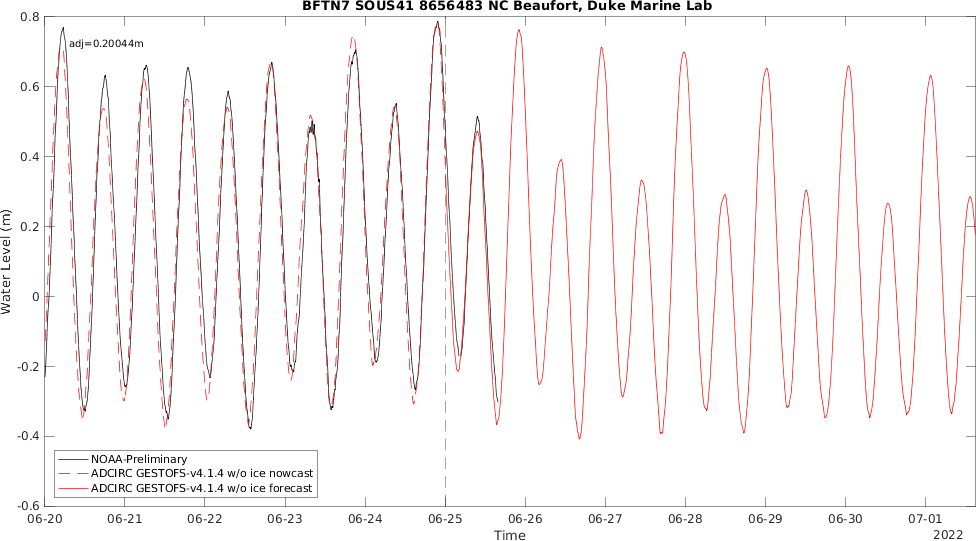 BFTN7 SOUS41 8656483 NC Beaufort, Duke Marine Lab
adj=0.20044m
Water Level (m)
0.8
0.6
0.4
0.2
0
-0.2
-0.4
-0.6
NOAA-Preliminary
ADCIRC GESTOFS-v4.1.4 w/o ice nowcast
ADCIRC GESTOFS-v4.1.4 w/o ice forecast
06-20 06-21 06-22 06-23 06-24 06-25 06-26 06-27 06-28 06-29 06-30 07-01
Time
2022